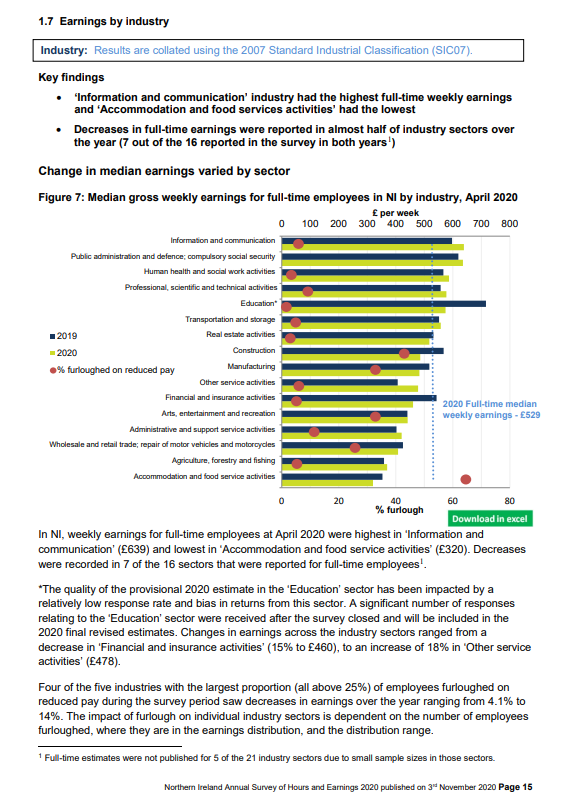 1.7 Earnings by industry
Industry: Results are collated using the 2007 Standard Industrial Classification (SIC07).
Key findings
• 'Information and communication' industry had the highest full-time weekly earnings
and 'Accommodation and food services activities' had the lowest
• Decreases in full-time earnings were reported in almost half of industry sectors over
the year (7 out of the 16 reported in the survey in both years¹)
Change in median earnings varied by sector
Figure 7: Median gross weekly earnings for full-time employees in NI by industry, April 2020
£ per week
0 100 200 300 400 500 600 700 800
Information and communication
Public administration and defence; compulsory social security
Human health and social work activities
Professional, scientific and technical activities
Education*
Transportation and storage
Real estate activities
Construction
Manufacturing
Other service activities
Financial and insurance activities
Arts, entertainment and recreation
Administrative and support service activities
Wholesale and retail trade; repair of motor vehicles and motorcycles
Agriculture, forestry and fishing
Accommodation and food service activities
2019
2020
% furloughed on reduced pay
2020 Full-time median
weekly earnings - £529
0 20 40 60 80
% furlough
Download in excel
In NI, weekly earnings for full-time employees at April 2020 were highest in 'Information and
communication' (£639) and lowest in 'Accommodation and food service activities' (£320). Decreases
were recorded in 7 of the 16 sectors that were reported for full-time employees¹.
*The quality of the provisional 2020 estimate in the 'Education' sector has been impacted by a
relatively low response rate and bias in returns from this sector. A significant number of responses
relating to the 'Education' sector were received after the survey closed and will be included in the
2020 final revised estimates. Changes in earnings across the industry sectors ranged from a
decrease in 'Financial and insurance activities' (15% to £460), to an increase of 18% in 'Other service
activities' (£478).
Four of the five industries with the largest proportion (all above 25%) of employees furloughed on
reduced pay during the survey period saw decreases in earnings over the year ranging from 4.1% to
14%. The impact of furlough on individual industry sectors is dependent on the number of employees
furloughed, where they are in the earnings distribution, and the distribution range.
¹ Full-time estimates were not published for 5 of the 21 industry sectors due to small sample sizes in those sectors.
Northern Ireland Annual Survey of Hours and Earnings 2020 published on 3rd November 2020 Page 15